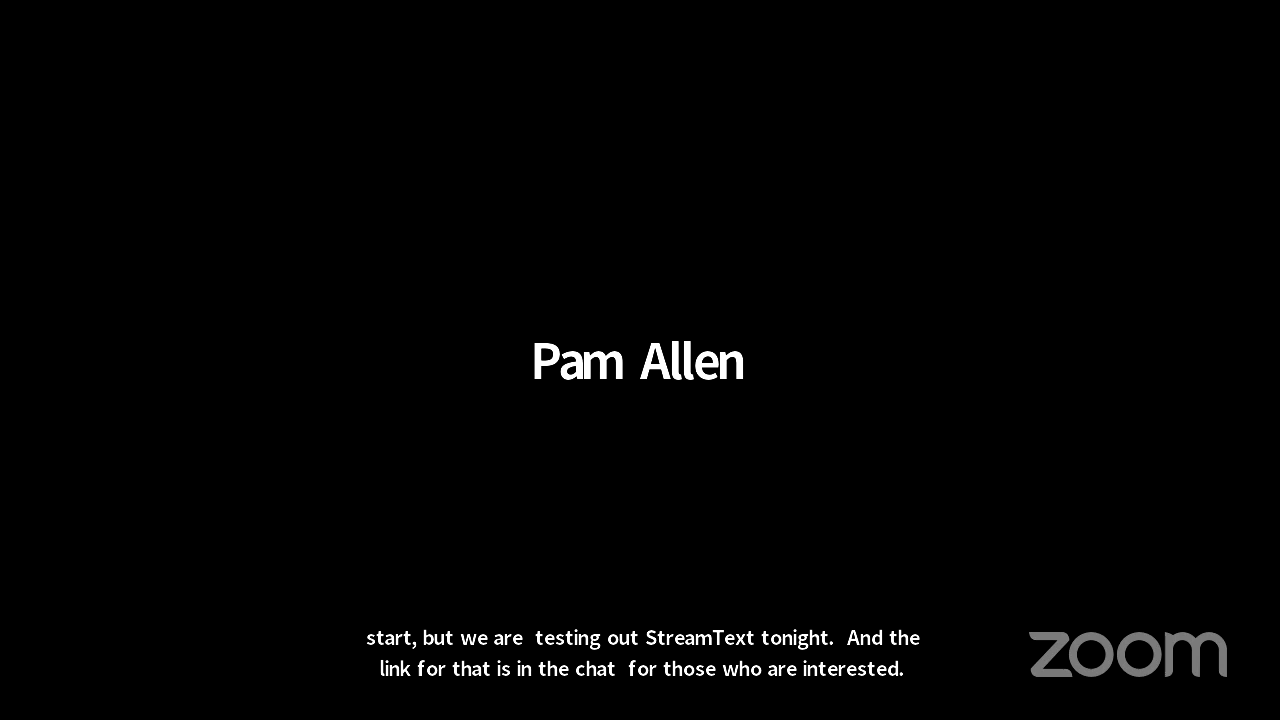 Pam Allen
start, but we are testing out StreamText tonight. And the
link for that is in the chat for those who are interested.
zoom